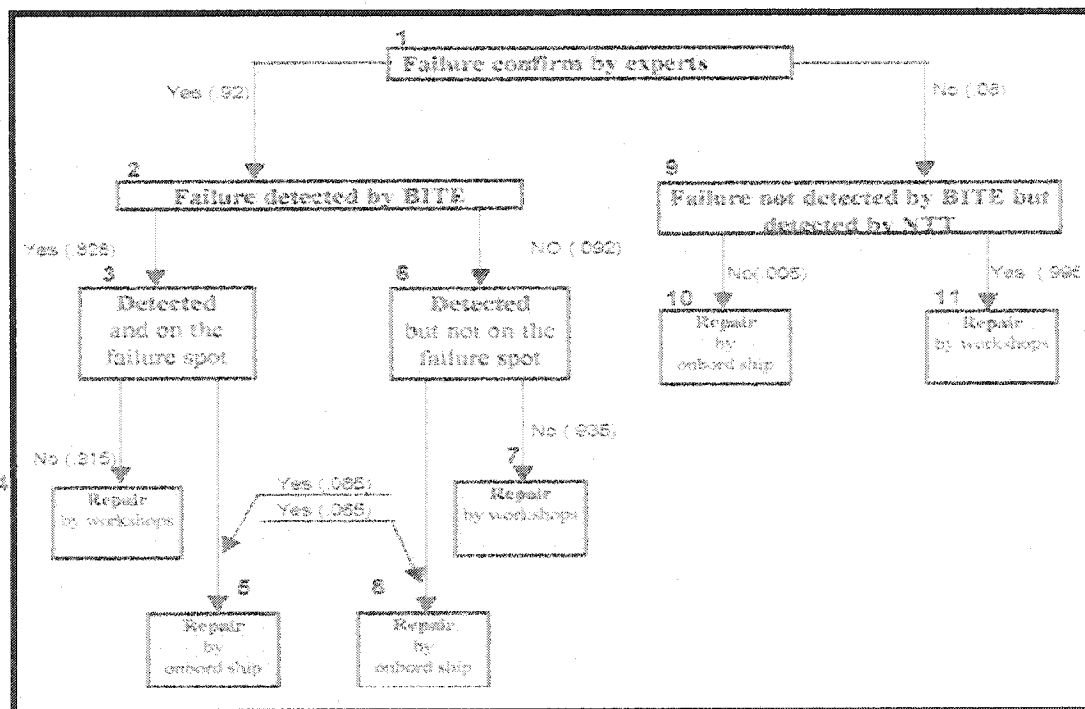 1
Failure confirm by experts
Yes (.92)
No (.08)
2
Failure detected by BITE
9
Failure not detected by BITE but
detected by NTT
Yes (.828)
NO (.092)
No(.005)
Yes (.995
3
Detected
and on the
failure spot
6
Detected
but not on the
failure spot
10
Repair
by
onbord ship
11
Repair
by workshops
No (.915)
No (.935)
4
Repair
by workshops
Yes (.085)
Yes (.065)
7
Repair
by workshops
5
Repair
by
onbord ship
8
Repair
by
onbord ship